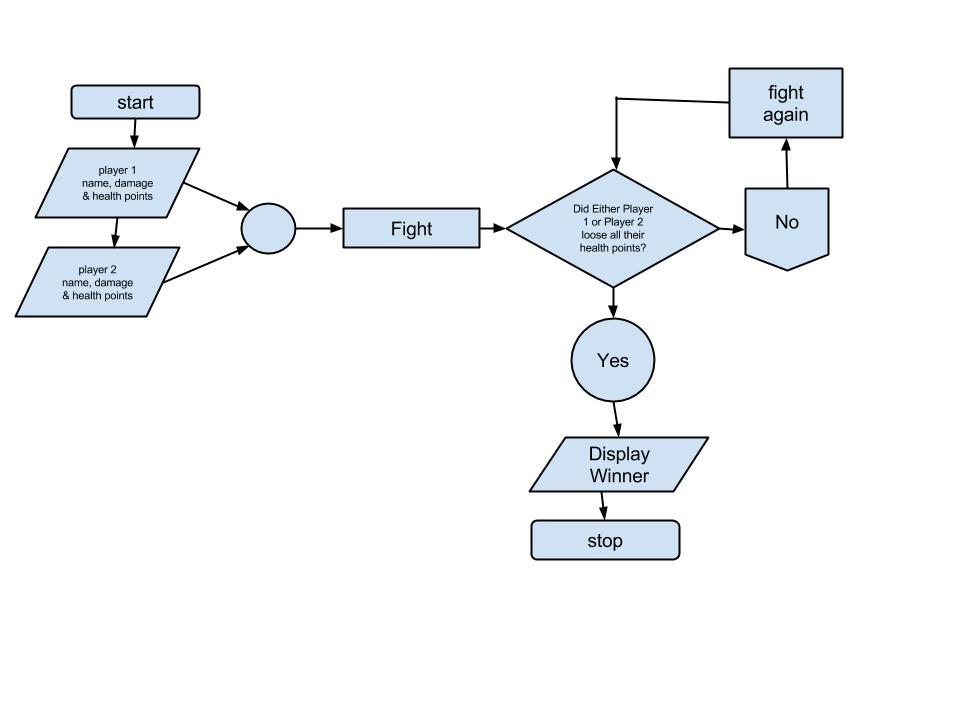 start
player 1
name, damage
& health points
player 2
name, damage
& health points
Fight
Did Either Player
1 or Player 2
loose all their
health points?
No
fight
again
Yes
Display
Winner
stop